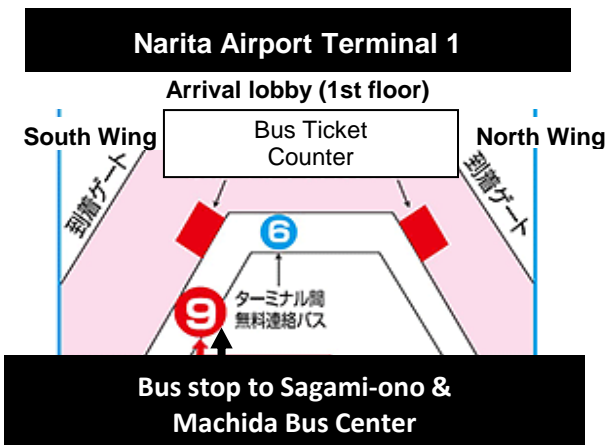 Narita Airport Terminal 1
Arrival lobby (1st floor)
South Wing
Bus Ticket
Counter
North Wing
到着ゲート
到着ゲート
6
9
ターミナル間
無料連絡バス
Bus stop to Sagami-ono &
Machida Bus Center